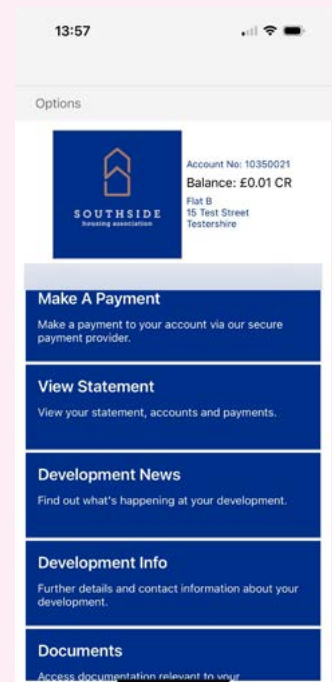 13:57
Options
SOUTHSIDE
housing association
Account No: 10350021
Balance: £0.01 CR
Flat B
15 Test Street
Testershire
Make A Payment
Make a payment to your account via our secure
payment provider.
View Statement
View your statement, accounts and payments.
Development News
Find out what's happening at your development.
Development Info
Further details and contact information about your
development.
Documents
Access documentation relevant to your